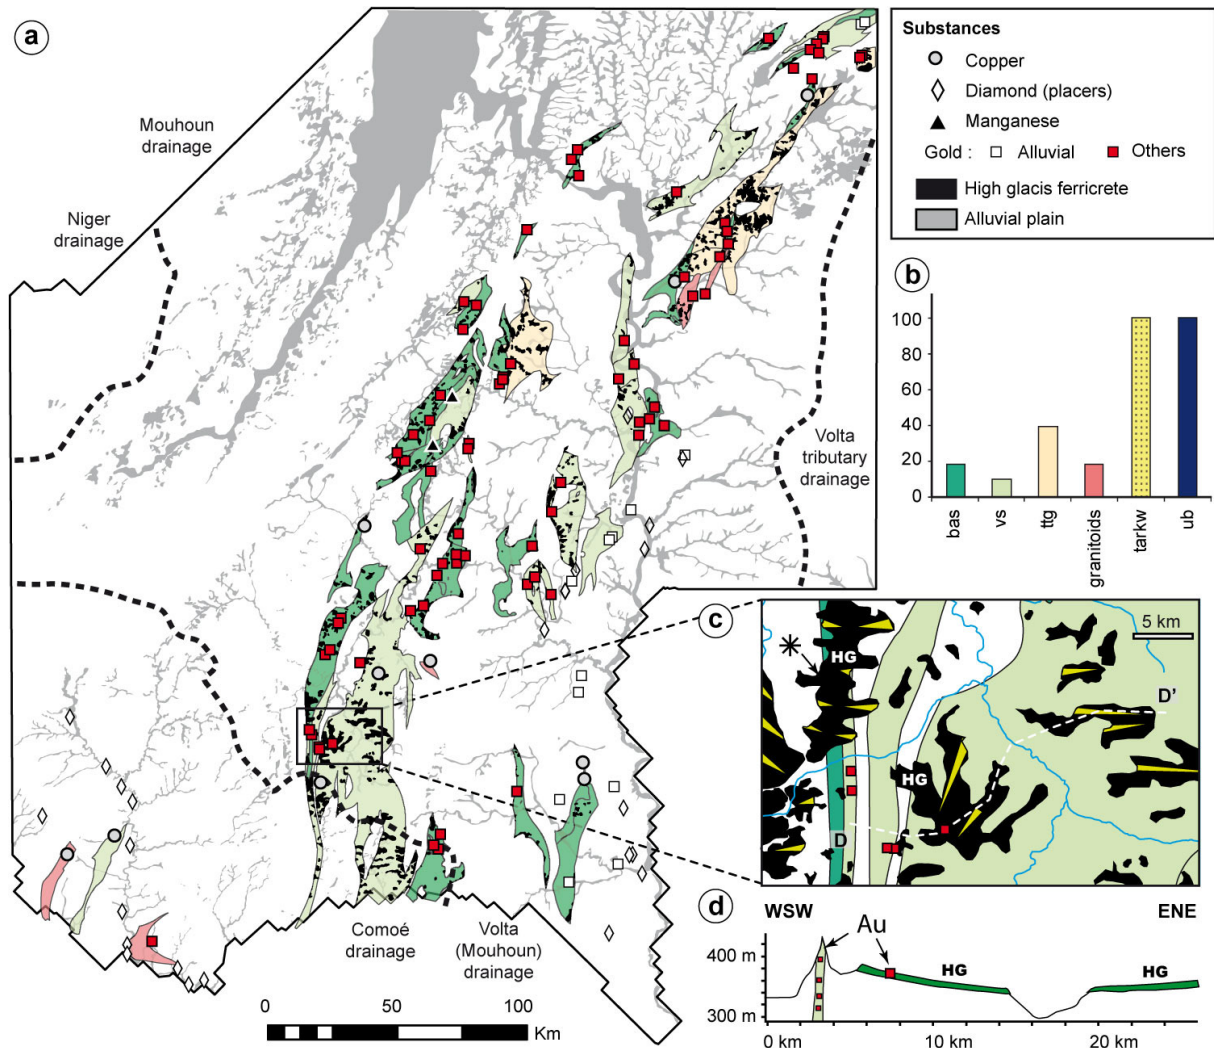 a
Mouhoun
drainage
Niger
drainage
Volta
tributary
drainage
Comoé
drainage
Volta
(Mouhoun)
drainage
0 50 100
Km
Substances
Copper
Diamond (placers)
Manganese
Gold : Alluvial Others
High glacis ferricrete
Alluvial plain
b
100
80
60
40
20
0
bas
vs
ttg
granitoids
tarkw
ub
c
5 km
HG
D'
HG
D
d
WSW ENE
Au
400 m
HG HG
300 m
0 km 10 km 20 km